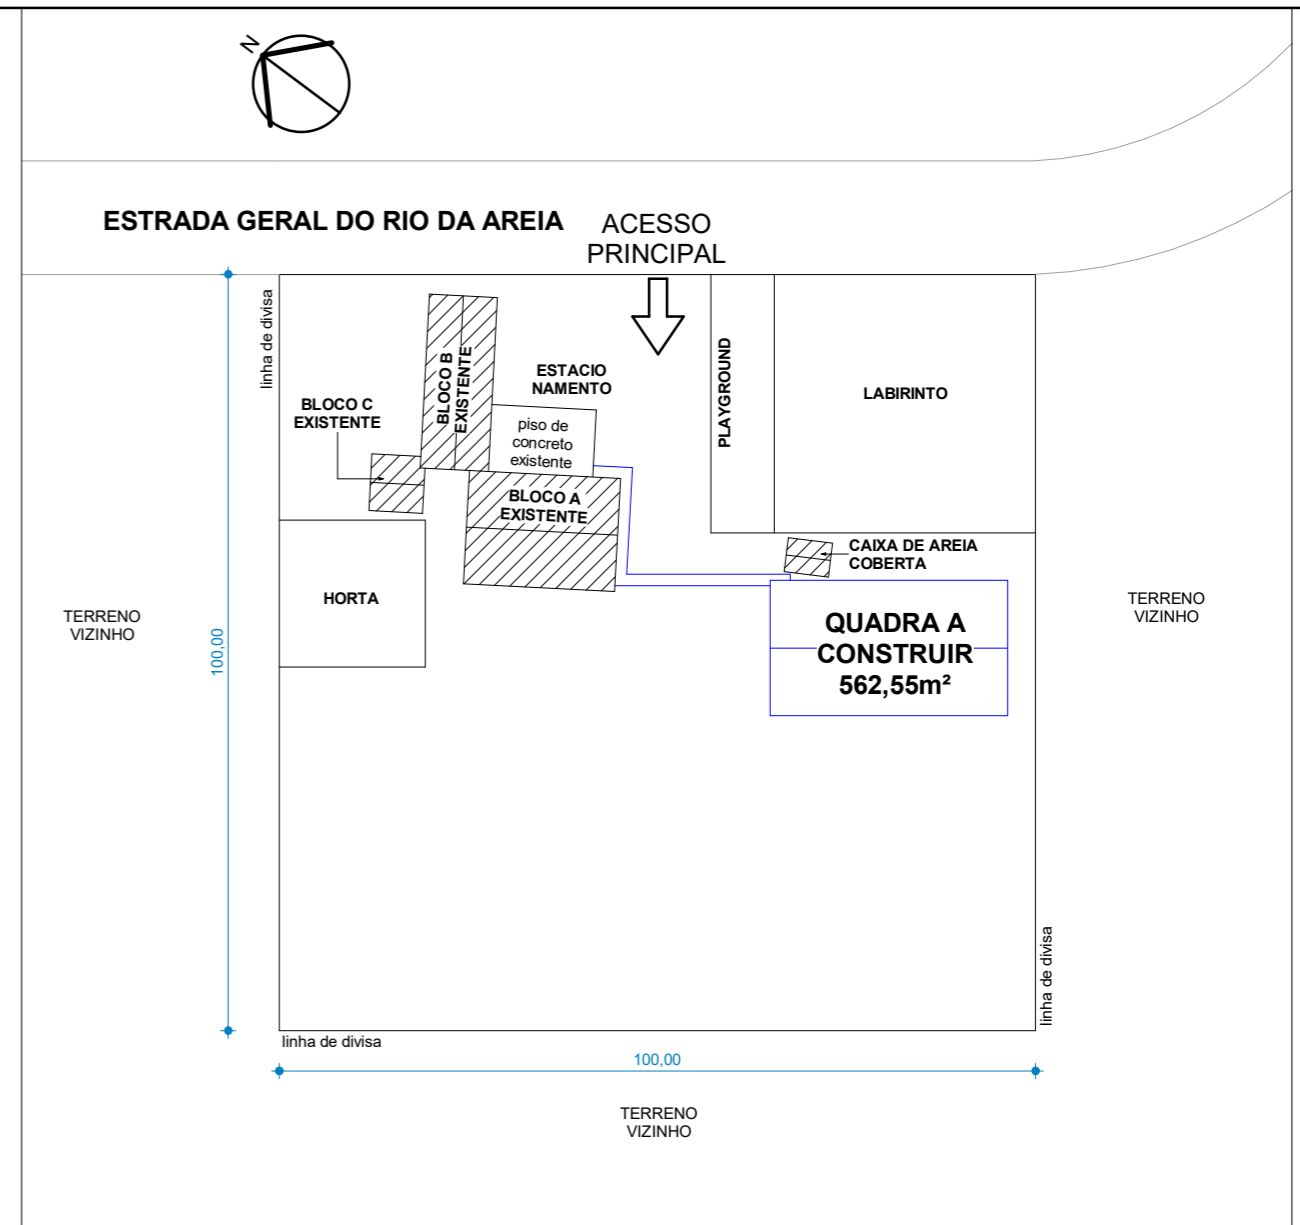 N
ESTRADA GERAL DO RIO DA AREIA
ACESSO
PRINCIPAL
linha de divisa
BLOCO B
EXISTENTE
ESTACIO
NAMENTO
PLAYGROUND
LABIRINTO
BLOCO C
EXISTENTE
piso de
concreto
existente
BLOCO A
EXISTENTE
CAIXA DE AREIA
COBERTA
HORTA
TERRENO
VIZINHO
100,00
QUADRA A
CONSTRUIR
562,55m²
TERRENO
VIZINHO
linha de divisa
linha de divisa
100,00
TERRENO
VIZINHO